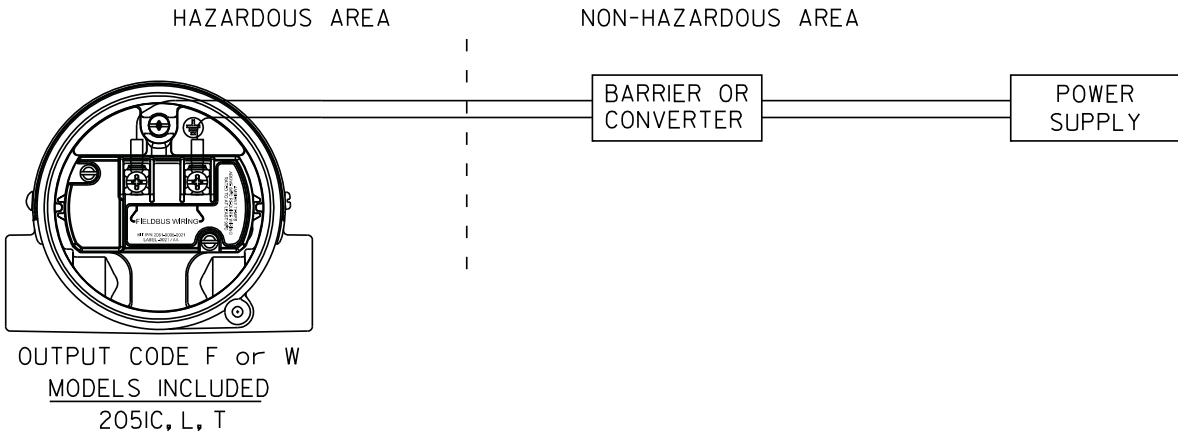 HAZARDOUS AREA
NON-HAZARDOUS AREA
BARRIER OR
CONVERTER
POWER
SUPPLY
FIELDBUS WIRING
OUTPUT CODE F or W
MODELS INCLUDED
2051C, L, T